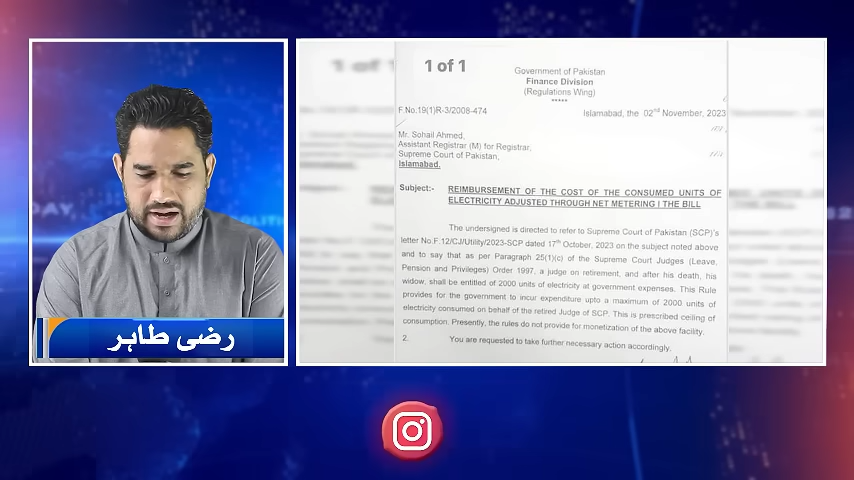 رضی طاہر
1 of 1
Government of Pakistan
Finance Division
(Regulations Wing)
*****
F.No.19(1)R-3/2008-474
Islamabad, the 02nd November, 2023
Mr. Sohail Ahmed,
Assistant Registrar (M) for Registrar,
Supreme Court of Pakistan,
Islamabad.
Subject:- REIMBURSEMENT OF THE COST OF THE CONSUMED UNITS OF
ELECTRICITY ADJUSTED THROUGH NET METERING I THE BILL
The undersigned is directed to refer to Supreme Court of Pakistan (SCP)'s
letter No.F.12/CJ/Utility/2023-SCP dated 17th October, 2023 on the subject noted above
and to say that as per Paragraph 25(1)(c) of the Supreme Court Judges (Leave,
Pension and Privileges) Order 1997, a judge on retirement, and after his death, his
widow, shall be entitled of 2000 units of electricity at government expenses. This Rule
provides for the government to incur expenditure upto a maximum of 2000 units of
electricity consumed on behalf of the retired Judge of SCP. This is prescribed ceiling of
consumption. Presently, the rules do not provide for monetization of the above facility.
2. You are requested to take further necessary action accordingly.